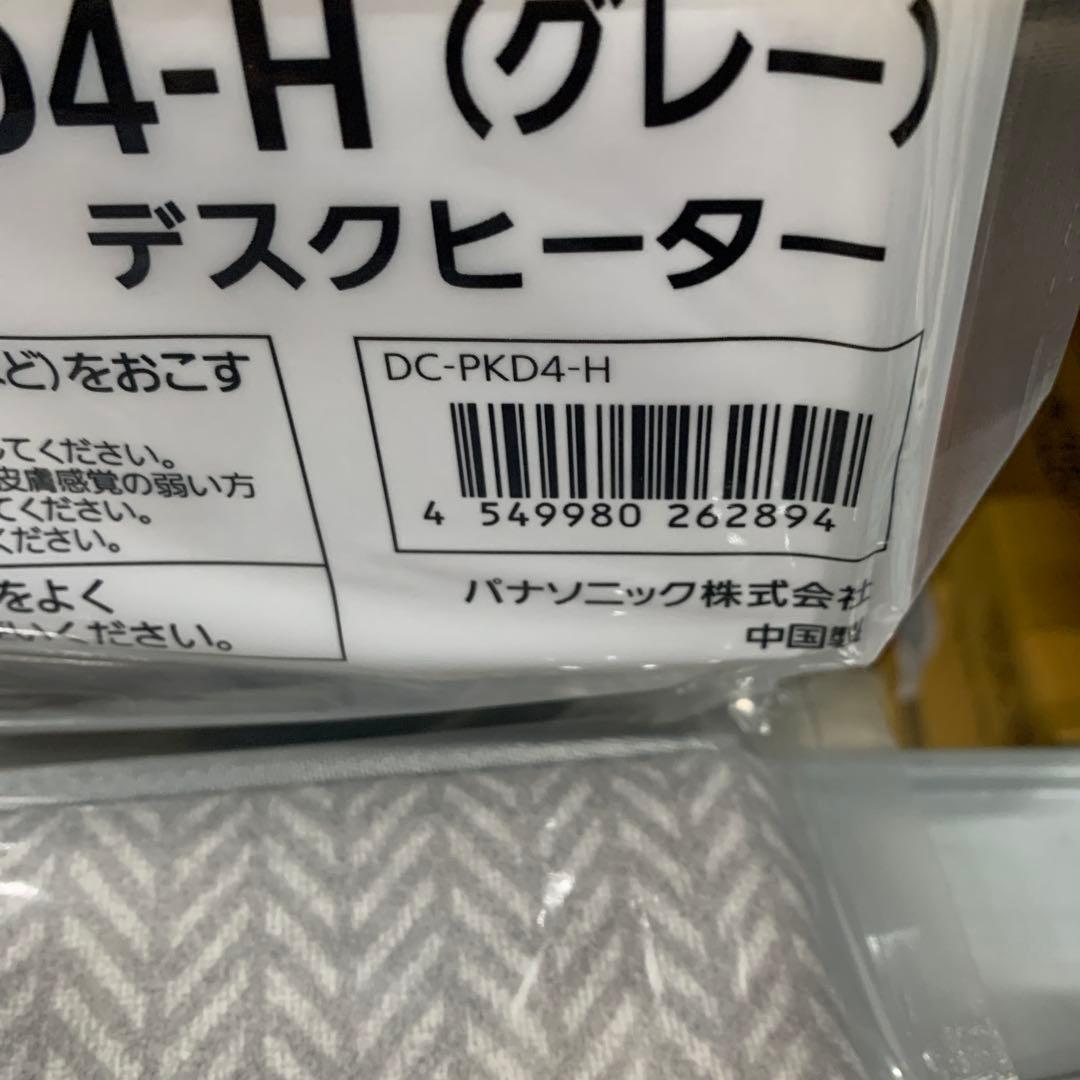 D4-H（グレー）
デスクヒーター
ど)をおこす
してください。
皮膚感覚の弱い方
てください。
ください。
をよく
ください。
DC-PKD4-H
4 549980 262894
パナソニック株式会社
中国製